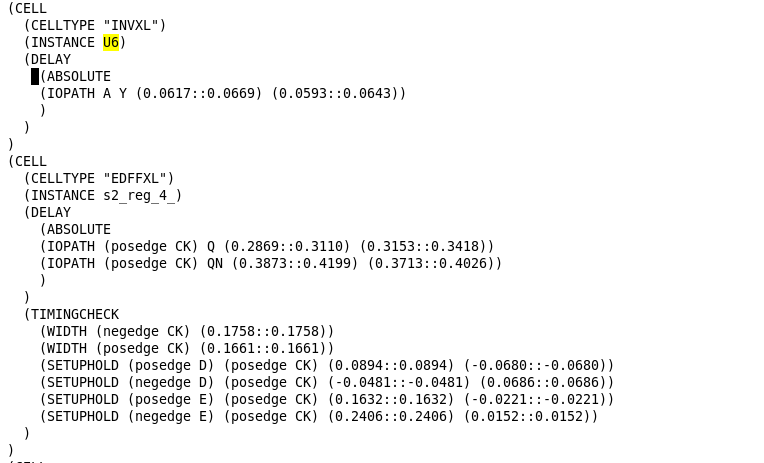 (CELL
  (CELLTYPE "INVXL")
  (INSTANCE U6)
  (DELAY
    (ABSOLUTE
    (IOPATH A Y (0.0617::0.0669) (0.0593::0.0643))
    )
  )
)
(CELL
  (CELLTYPE "EDFFXL")
  (INSTANCE s2_reg_4_)
  (DELAY
    (ABSOLUTE
    (IOPATH (posedge CK) Q (0.2869::0.3110) (0.3153::0.3418))
    (IOPATH (posedge CK) QN (0.3873::0.4199) (0.3713::0.4026))
    )
  )
  (TIMINGCHECK
    (WIDTH (negedge CK) (0.1758::0.1758))
    (WIDTH (posedge CK) (0.1661::0.1661))
    (SETUPHOLD (posedge D) (posedge CK) (0.0894::0.0894) (-0.0680::-0.0680))
    (SETUPHOLD (negedge D) (posedge CK) (-0.0481::-0.0481) (0.0686::0.0686))
    (SETUPHOLD (posedge E) (posedge CK) (0.1632::0.1632) (-0.0221::-0.0221))
    (SETUPHOLD (negedge E) (posedge CK) (0.2406::0.2406) (0.0152::0.0152))
  )
)